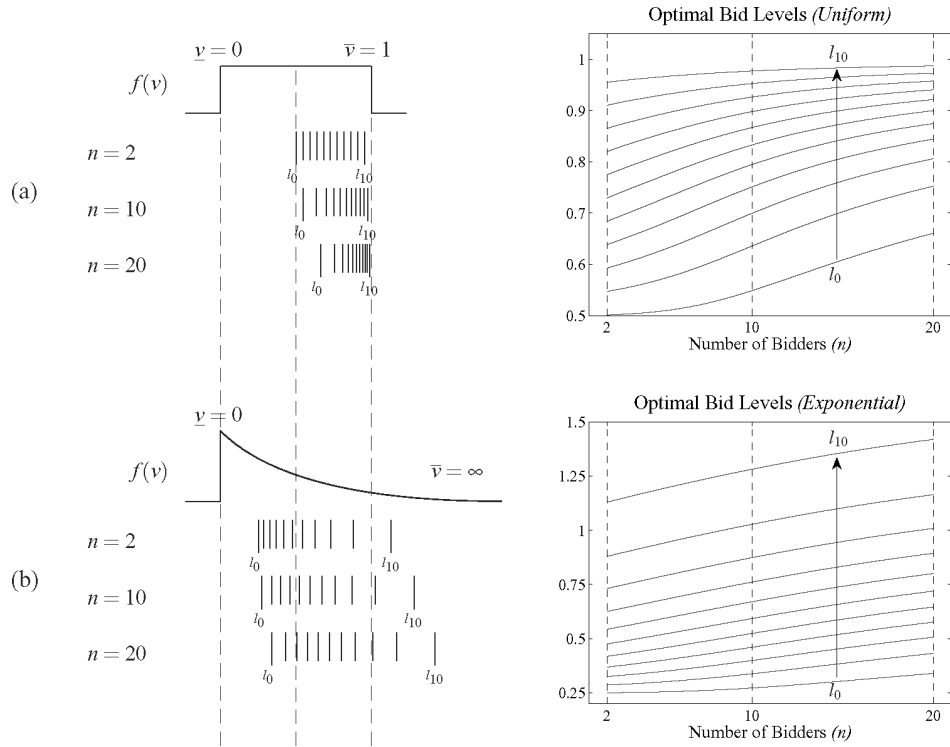 (a)
v = 0
v̅ = 1
f(v)
n = 2
l₀ l₁₀
n = 10
l₀ l₁₀
n = 20
l₀ l₁₀
Optimal Bid Levels (Uniform)
1
0.9
0.8
0.7
0.6
0.5
l₁₀
l₀
2 10 20
Number of Bidders (n)
(b)
v = 0
v̅ = ∞
f(v)
n = 2
l₀ l₁₀
n = 10
l₀ l₁₀
n = 20
l₀ l₁₀
Optimal Bid Levels (Exponential)
1.5
1.25
1
0.75
0.5
0.25
l₁₀
l₀
2 10 20
Number of Bidders (n)